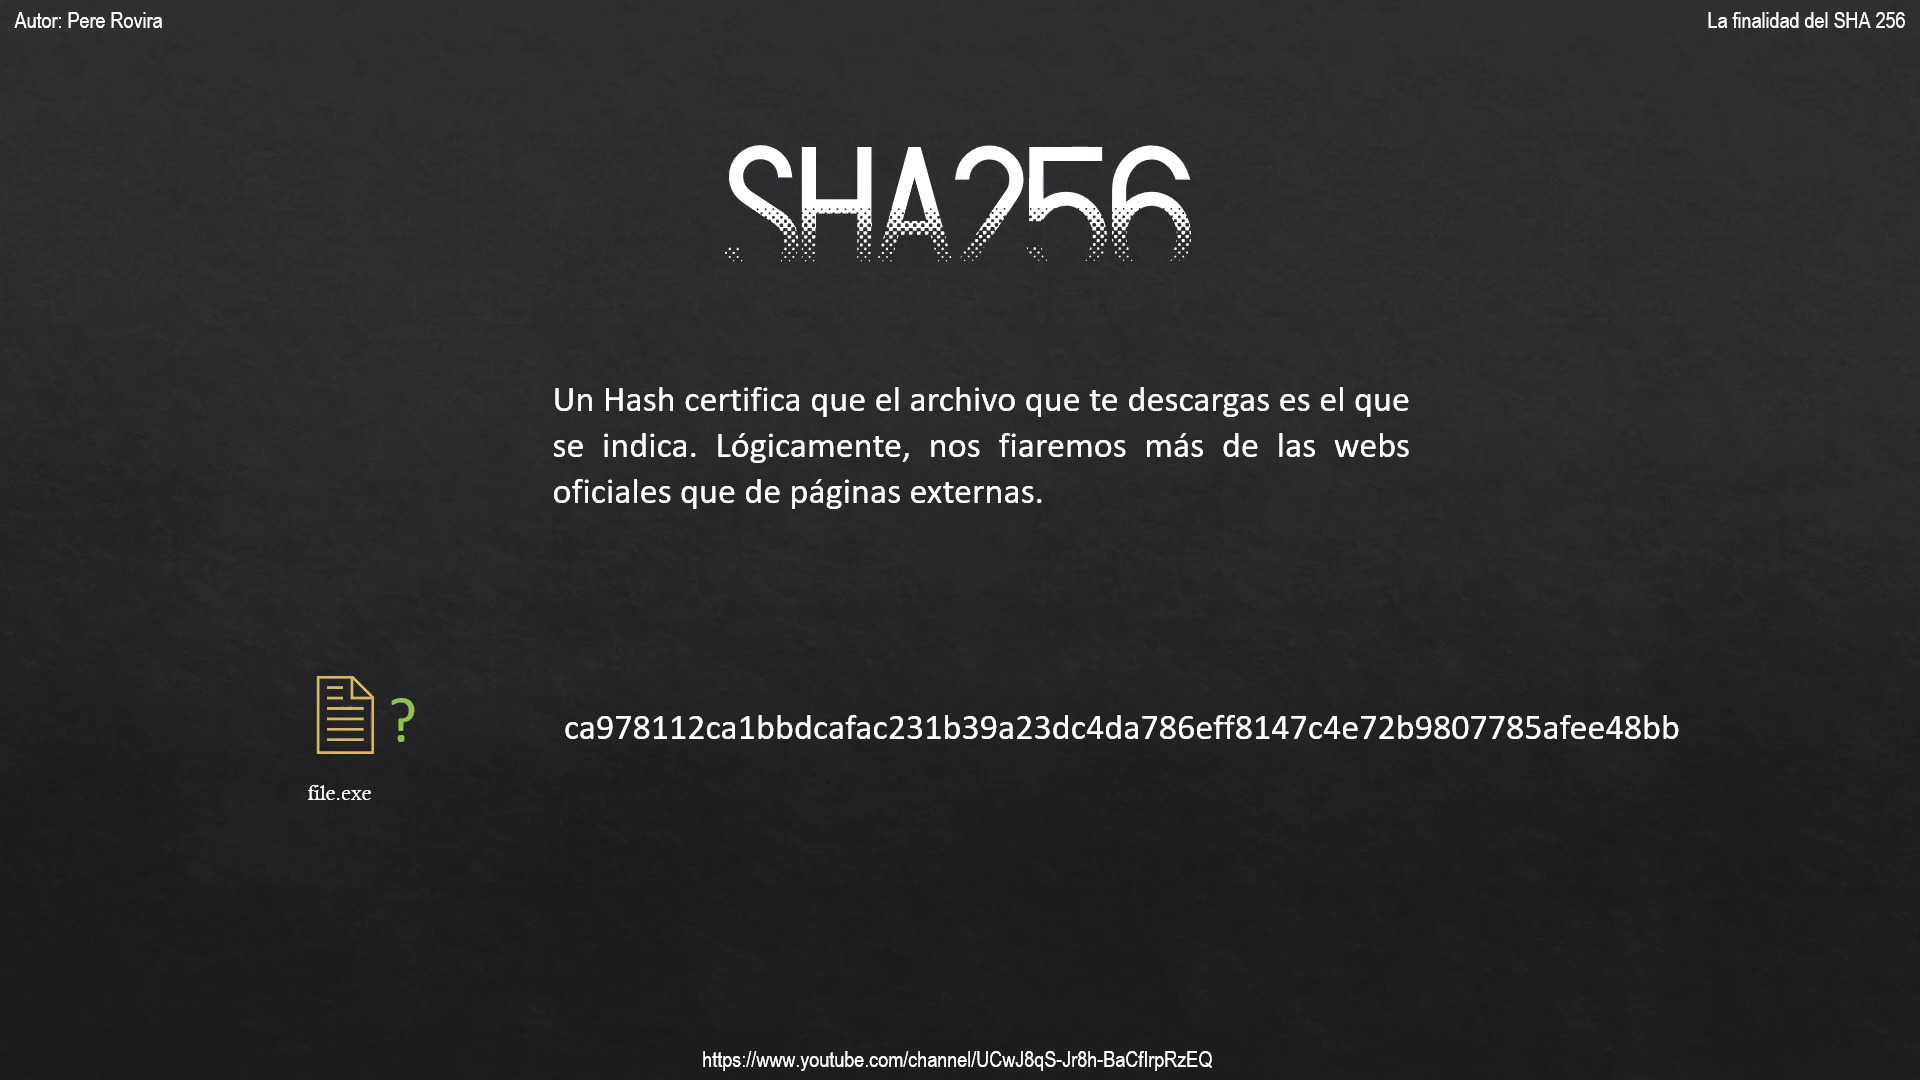 Autor: Pere Rovira
La finalidad del SHA 256
SHA256
Un Hash certifica que el archivo que te descargas es el que
se indica. Lógicamente, nos fiaremos más de las webs
oficiales que de páginas externas.
?
ca978112ca1bbdcafac231b39a23dc4da786eff8147c4e72b9807785afee48bb
file.exe
https://www.youtube.com/channel/UCwJ8qS-Jr8h-BaCfIrpRzEQ